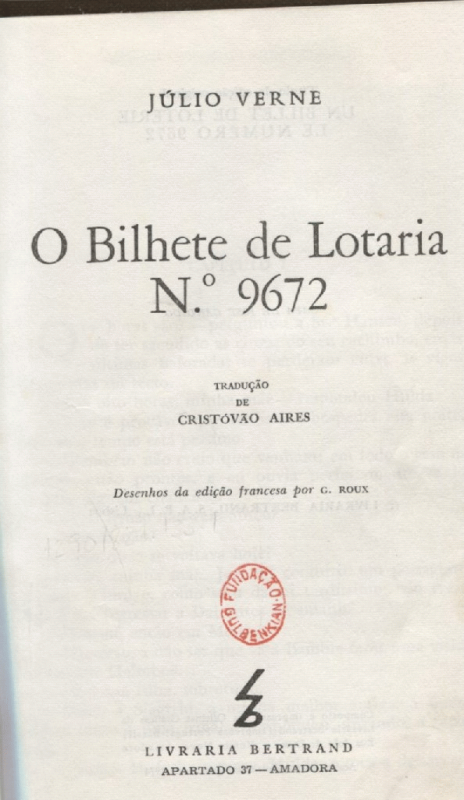 JÚLIO VERNE
O Bilhete de Lotaria
N.º 9672
TRADUÇÃO
DE
CRISTÓVÃO AIRES
Desenhos da edição francesa por G. ROUX
FUNDAÇÃO
GULBENKIAN
LIVRARIA BERTRAND
APARTADO 37 — AMADORA